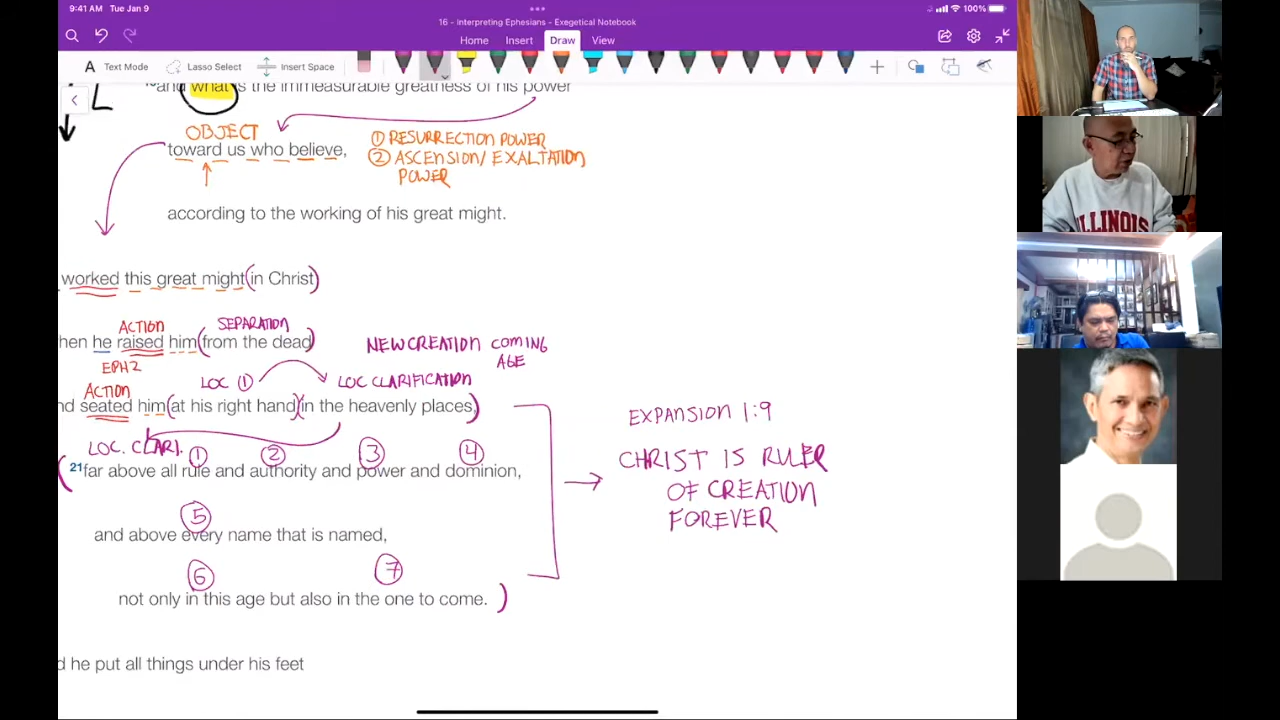 9:41 AM Tue Jan 9
100%
16 - Interpreting Ephesians - Exegetical Notebook
Home Insert Draw View
A Text Mode Lasso Select Insert Space
and what is the immeasurable greatness of his power
OBJECT
toward us who believe,
① RESURRECTION POWER
② ASCENSION/ EXALTATION
POWER
according to the working of his great might.
worked this great might (in Christ)
ACTION SEPARATION
hen he raised him (from the dead)
NEW CREATION COMING
AGE
EPH 2
ACTION LOC ① LOC CLARIFICATION
nd seated him (at his right hand) (in the heavenly places,)
EXPANSION 1:9
LOC. CLARI. ① ② ③ ④
(21 far above all rule and authority and power and dominion,
CHRIST IS RULER
OF CREATION
FOREVER
⑤
and above every name that is named,
⑥ ⑦
not only in this age but also in the one to come. )
d he put all things under his feet
ILLINOIS